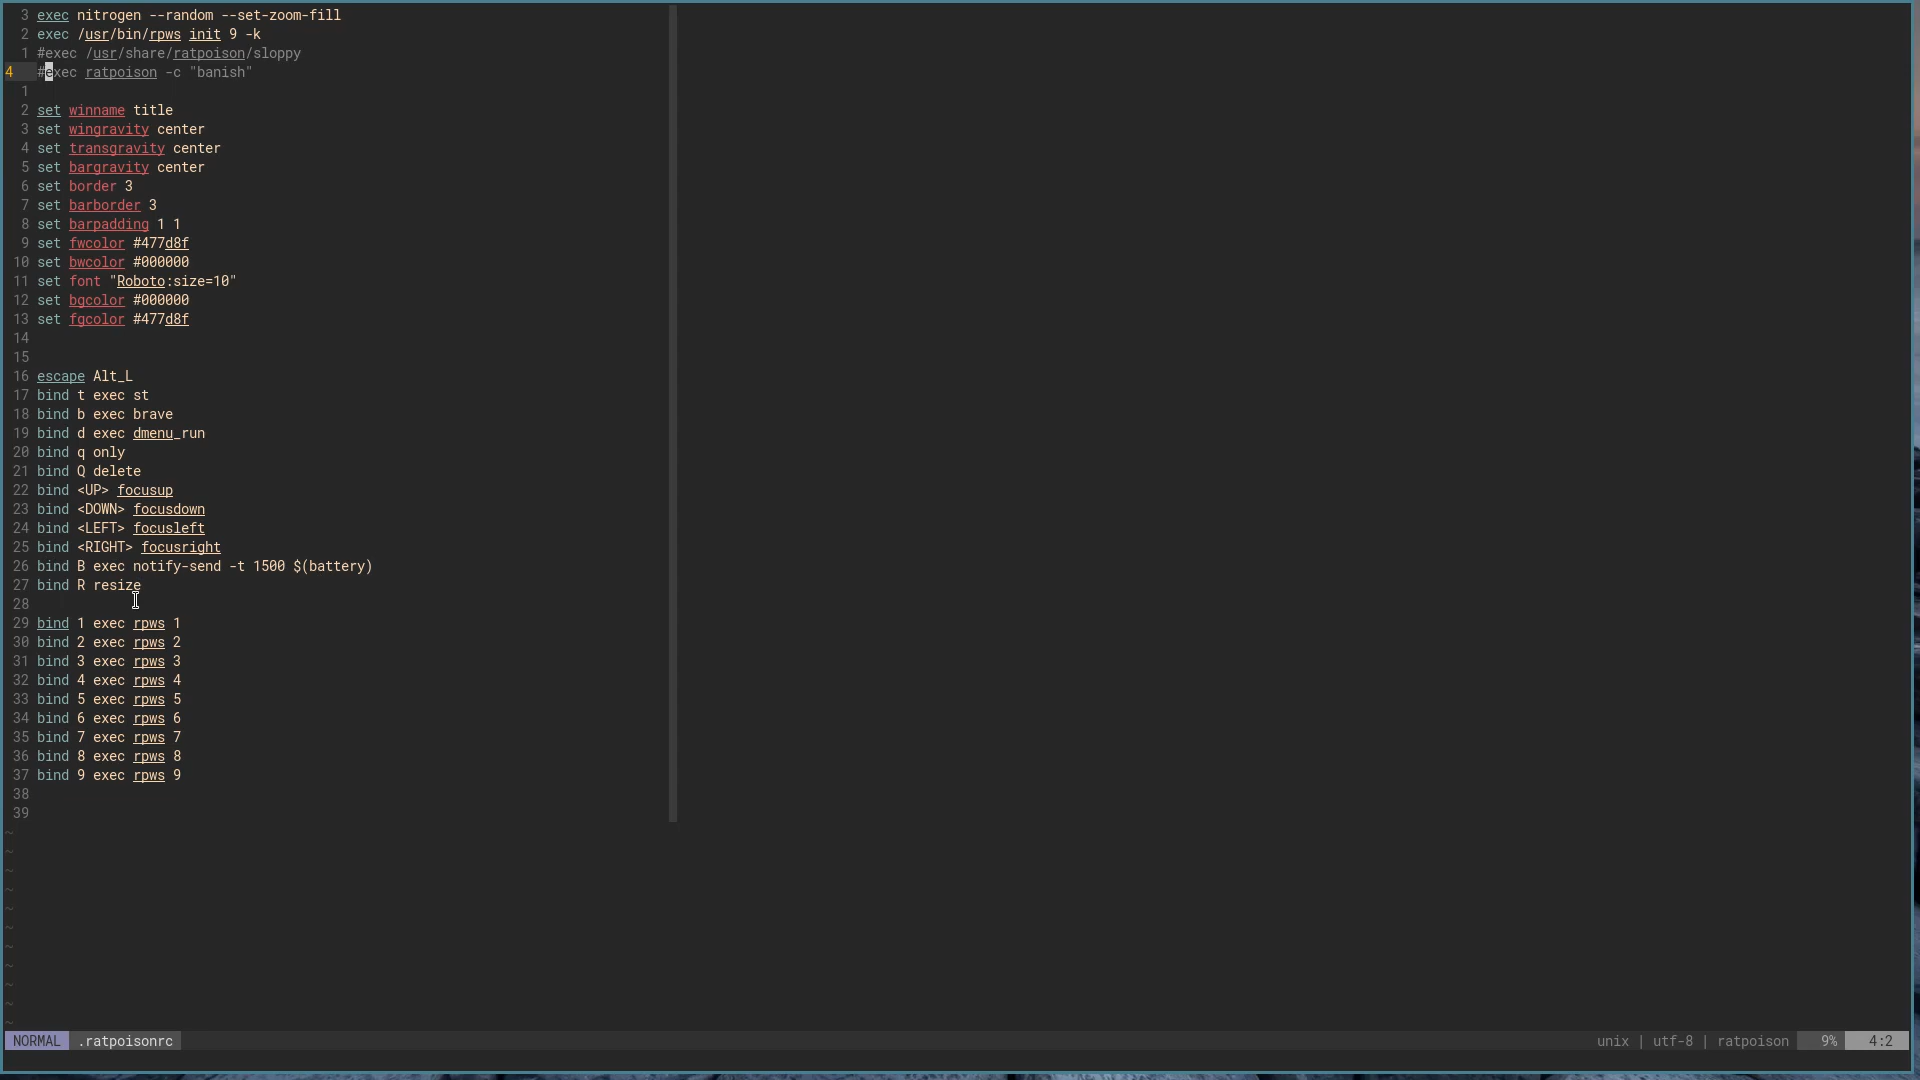 3 exec nitrogen --random --set-zoom-fill
2 exec /usr/bin/rpws init 9 -k
1 #exec /usr/share/ratpoison/sloppy
4 #exec ratpoison -c "banish"
1
2 set winname title
3 set wingravity center
4 set transgravity center
5 set bargravity center
6 set border 3
7 set barborder 3
8 set barpadding 1 1
9 set fwcolor #477d8f
10 set bwcolor #000000
11 set font "Roboto:size=10"
12 set bgcolor #000000
13 set fgcolor #477d8f
14
15
16 escape Alt_L
17 bind t exec st
18 bind b exec brave
19 bind d exec dmenu_run
20 bind q only
21 bind Q delete
22 bind <UP> focusup
23 bind <DOWN> focusdown
24 bind <LEFT> focusleft
25 bind <RIGHT> focusright
26 bind B exec notify-send -t 1500 $(battery)
27 bind R resize
28
29 bind 1 exec rpws 1
30 bind 2 exec rpws 2
31 bind 3 exec rpws 3
32 bind 4 exec rpws 4
33 bind 5 exec rpws 5
34 bind 6 exec rpws 6
35 bind 7 exec rpws 7
36 bind 8 exec rpws 8
37 bind 9 exec rpws 9
38
39
~
~
~
~
~
~
~
~
~
~
~
NORMAL .ratpoisonrc unix | utf-8 | ratpoison 9% 4:2